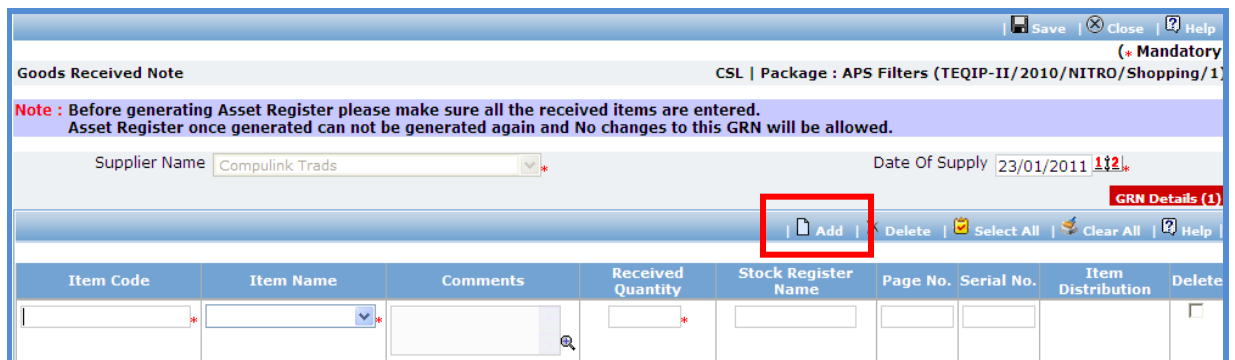 | Save | Close | Help
(* Mandatory
Goods Received Note CSL | Package : APS Filters (TEQIP-II/2010/NITRO/Shopping/1)
Note : Before generating Asset Register please make sure all the received items are entered.
Asset Register once generated can not be generated again and No changes to this GRN will be allowed.
Supplier Name Compulink Trads * Date Of Supply 23/01/2011 *
GRN Details (1)
| Add | Delete | Select All | Clear All | Help |
Item Code Item Name Comments Received Quantity Stock Register Name Page No. Serial No. Item Distribution Delete
* * *